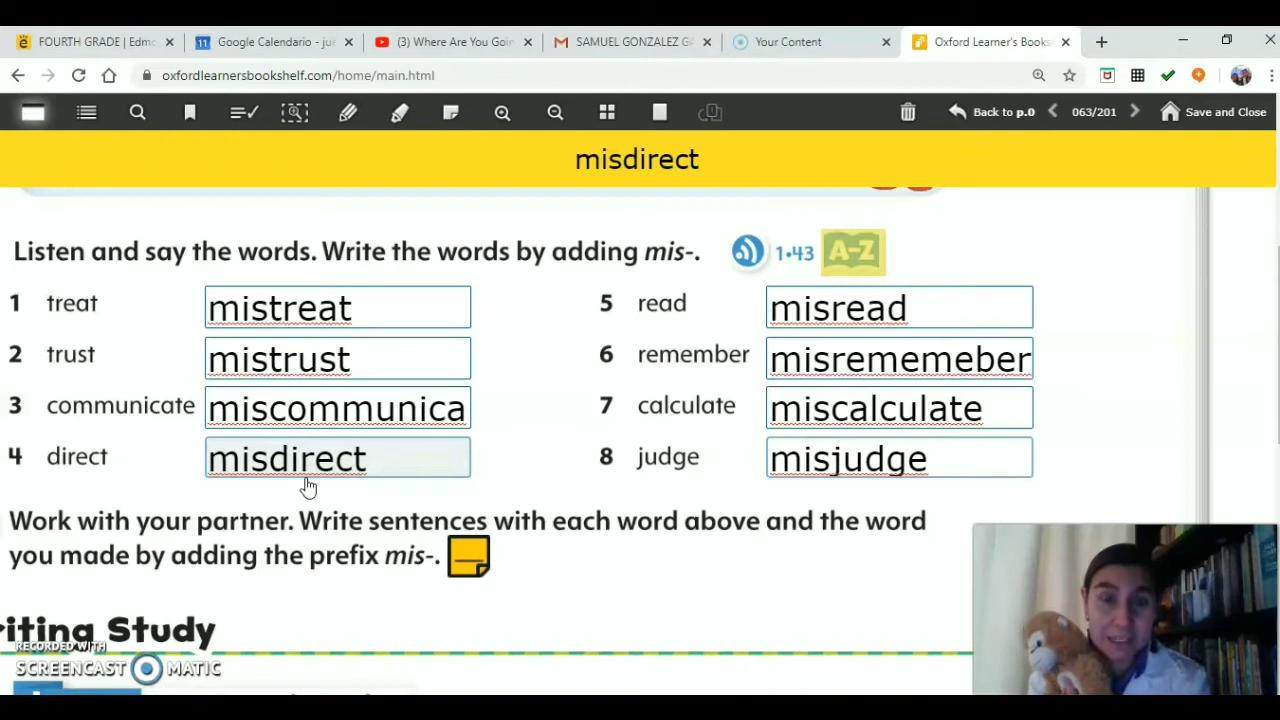 FOURTH GRADE | Edmo
Google Calendario - jue
(3) Where Are You Goin
SAMUEL GONZALEZ GA
Your Content
Oxford Learner's Books
oxfordlearnersbookshelf.com/home/main.html
Back to p.0
063/201
Save and Close
misdirect
Listen and say the words. Write the words by adding mis-. 1•43 A-Z
1 treat mistreat
2 trust mistrust
3 communicate miscommunica
4 direct misdirect
5 read misread
6 remember misrememeber
7 calculate miscalculate
8 judge misjudge
Work with your partner. Write sentences with each word above and the word
you made by adding the prefix mis-.
riting Study
RECORDED WITH
SCREENCAST MATIC